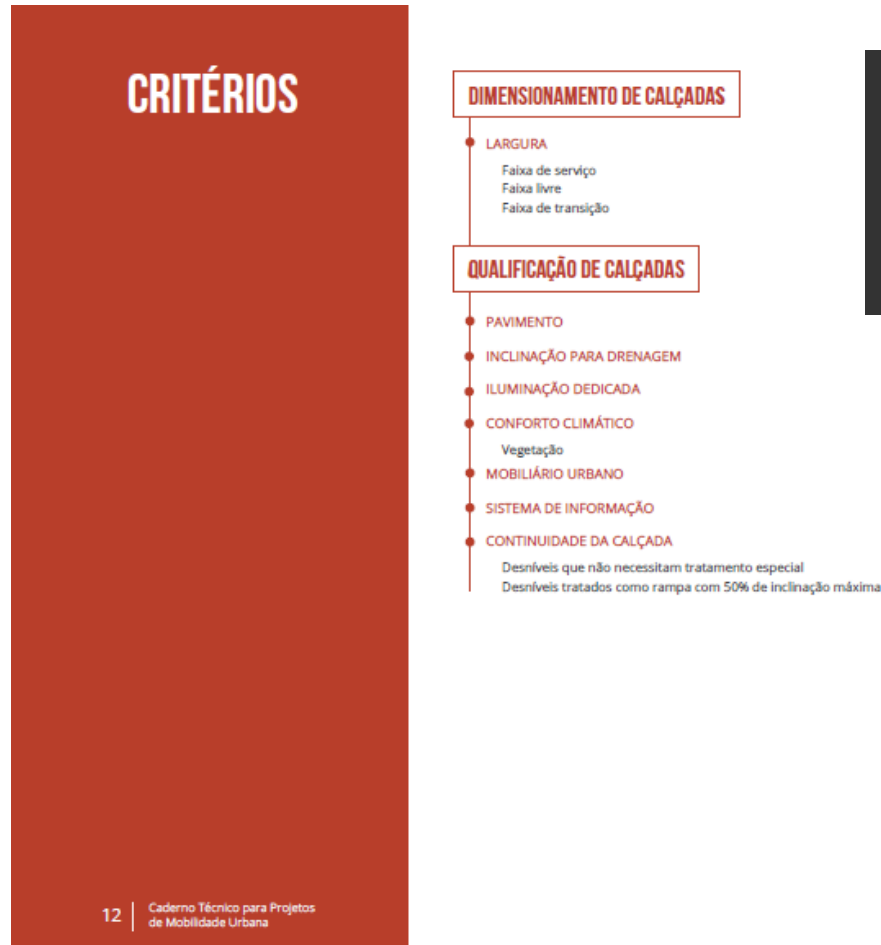 CRITÉRIOS
DIMENSIONAMENTO DE CALÇADAS
LARGURA
Faixa de serviço
Faixa livre
Faixa de transição
QUALIFICAÇÃO DE CALÇADAS
PAVIMENTO
INCLINAÇÃO PARA DRENAGEM
ILUMINAÇÃO DEDICADA
CONFORTO CLIMÁTICO
Vegetação
MOBILIÁRIO URBANO
SISTEMA DE INFORMAÇÃO
CONTINUIDADE DA CALÇADA
Desníveis que não necessitam tratamento especial
Desníveis tratados como rampa com 50% de inclinação máxima
12
Caderno Técnico para Projetos
de Mobilidade Urbana